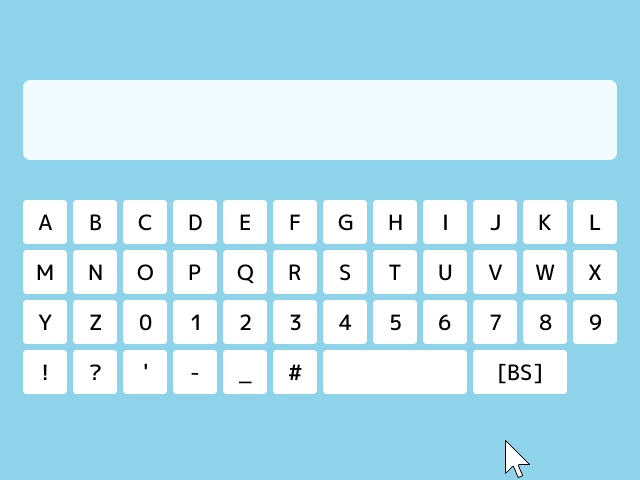 A B C D E F G H I J K L
M N O P Q R S T U V W X
Y Z 0 1 2 3 4 5 6 7 8 9
! ? ' - _ # [BS]